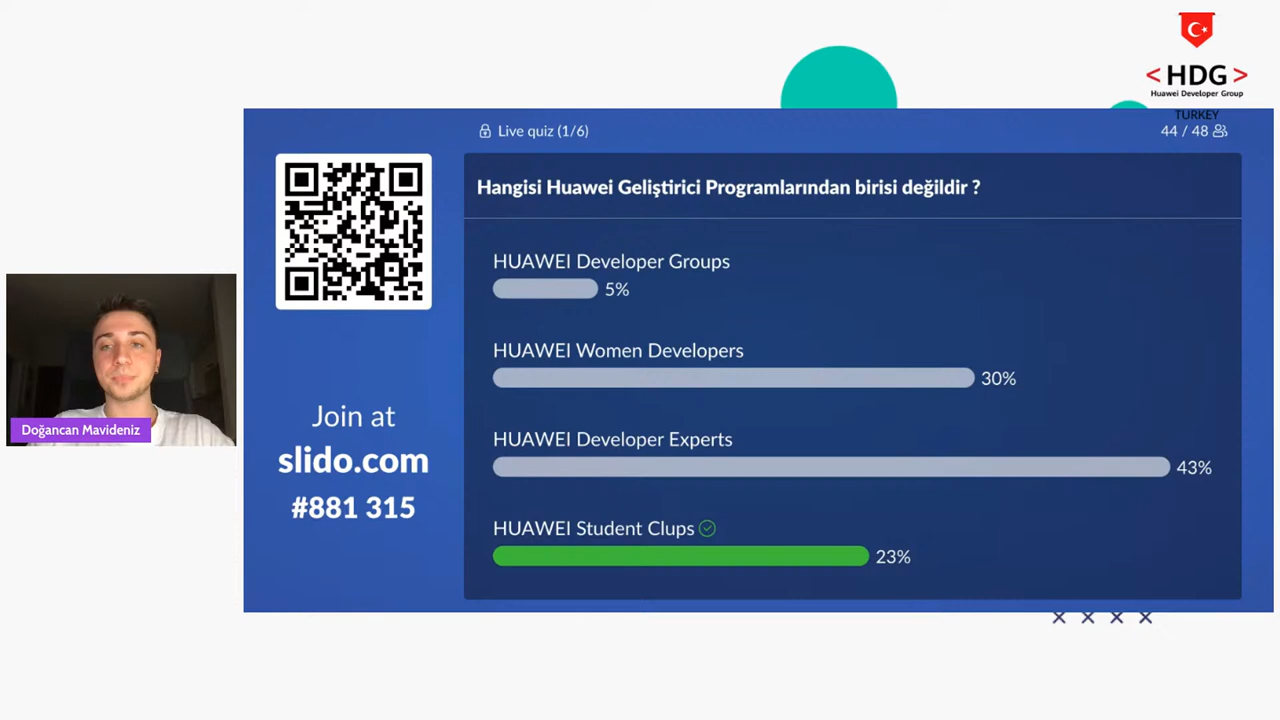 <HDG>
Huawei Developer Group
TURKEY
Live quiz (1/6)
44 / 48
Hangisi Huawei Geliştirici Programlarından birisi değildir ?
HUAWEI Developer Groups
5%
HUAWEI Women Developers
30%
HUAWEI Developer Experts
43%
HUAWEI Student Clups
23%
Join at
slido.com
#881 315
Doğancan Mavideniz